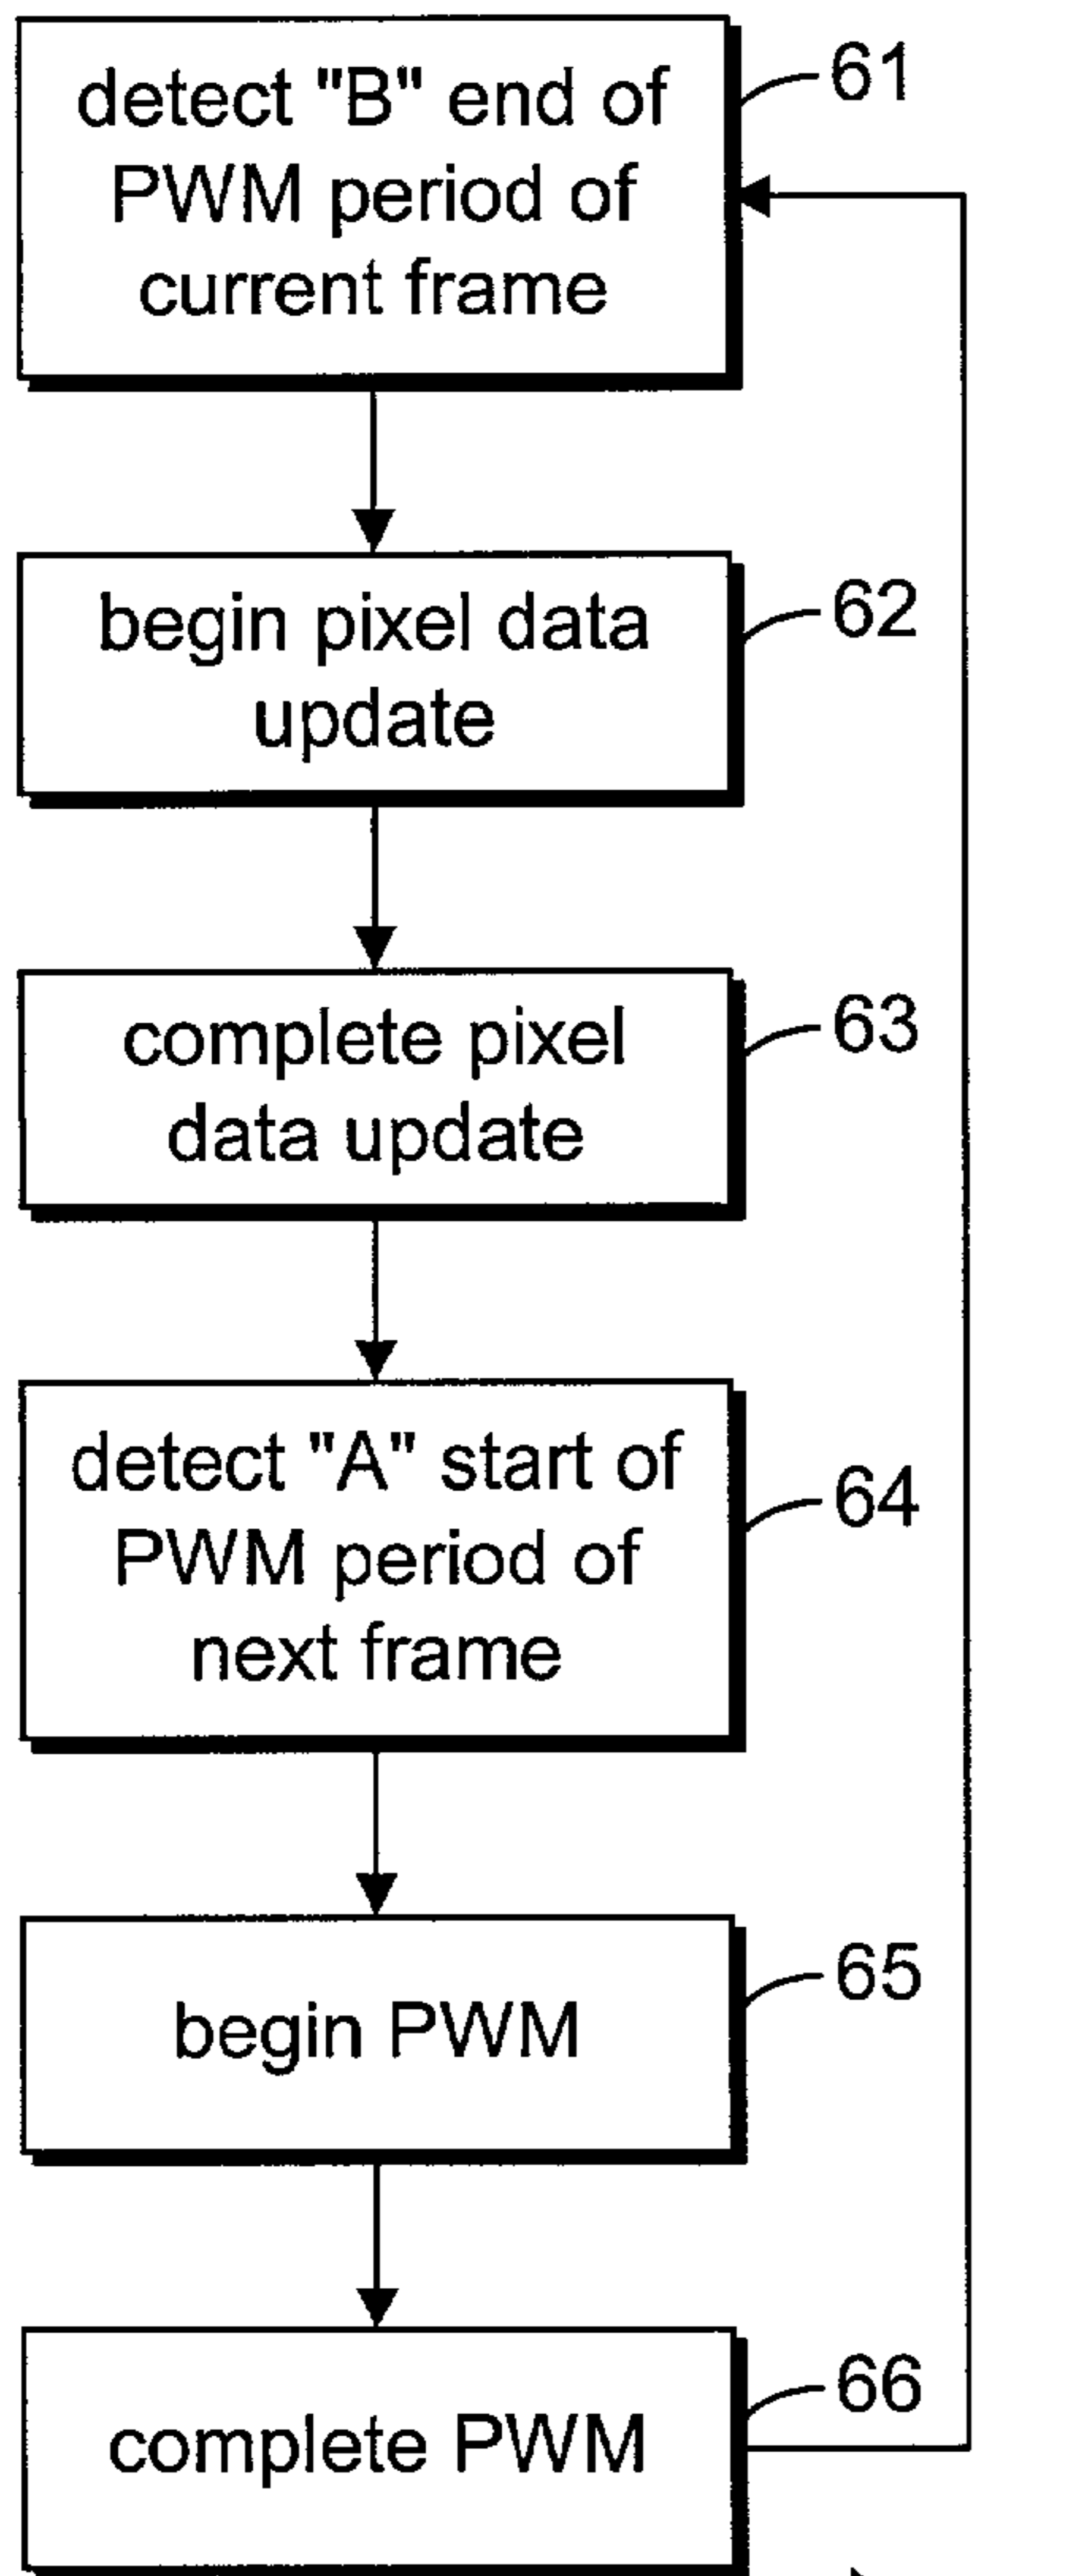 detect "B" end of
PWM period of
current frame
61
begin pixel data
update
62
complete pixel
data update
63
detect "A" start of
PWM period of
next frame
64
begin PWM
65
complete PWM
66